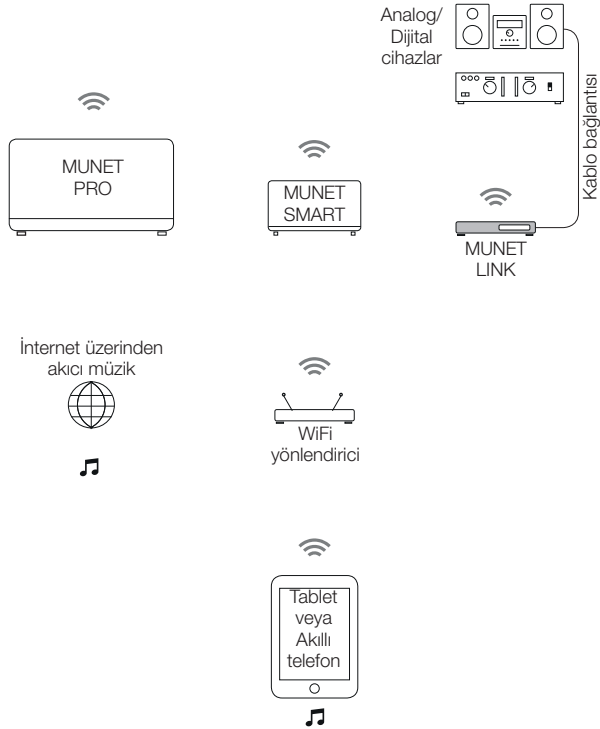 Analog/
Dijital
cihazlar
Kablo bağlantısı
MUNET
PRO
MUNET
SMART
MUNET
LINK
İnternet üzerinden
akıcı müzik
WiFi
yönlendirici
Tablet
veya
Akıllı
telefon